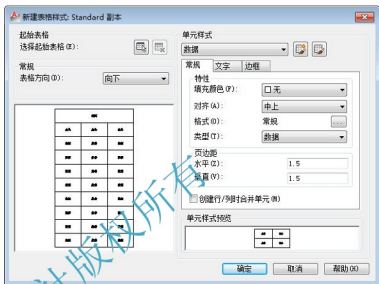 新建表格样式: Standard 副本
起始表格
选择起始表格(E):
常规
表格方向(D):
向下
单元样式
数据
常规
文字
边框
特性
填充颜色(F):
无
对齐(A):
中上
格式(O):
常规
...
类型(T):
数据
页边距
水平(Z):
1.5
垂直(V):
1.5
创建行/列时合并单元(M)
单元样式预览
确定
取消
帮助(H)
版权所有